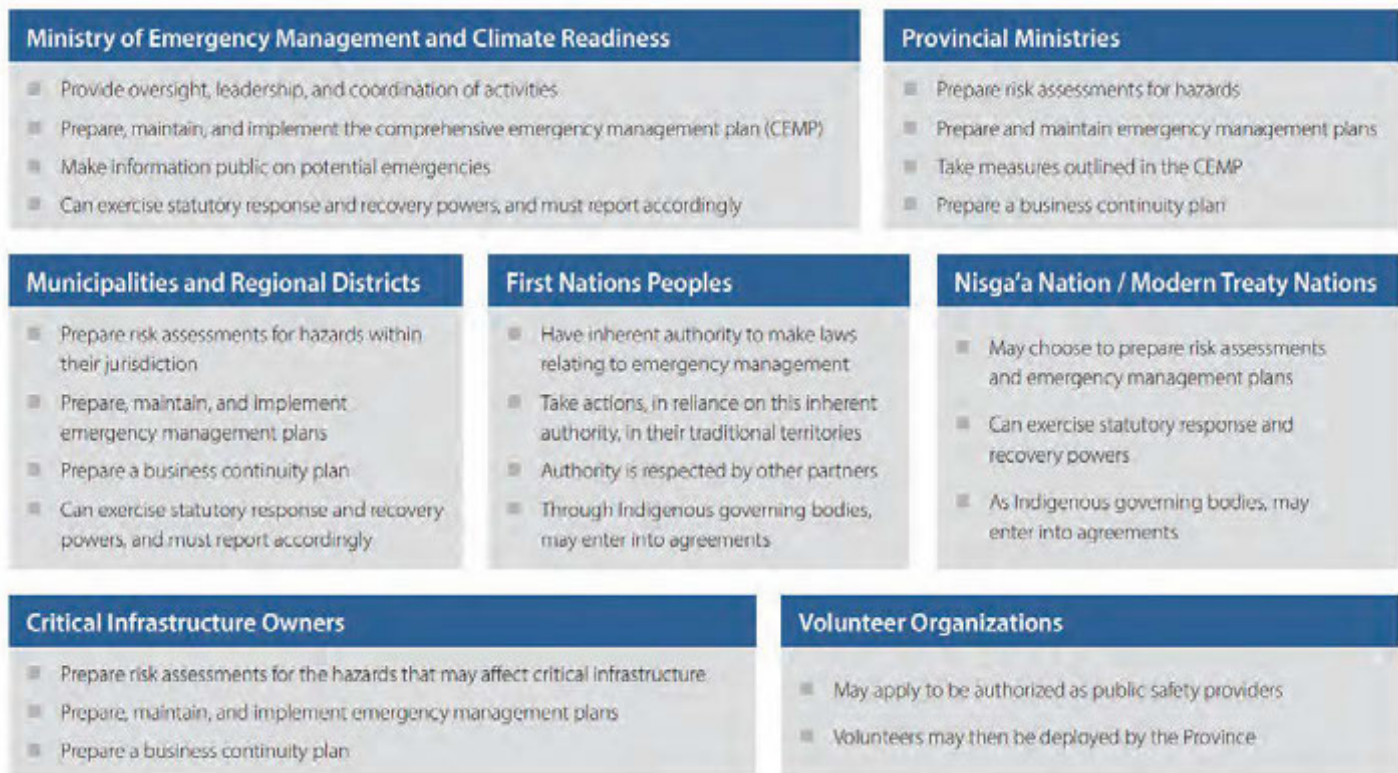 Ministry of Emergency Management and Climate Readiness
Provide oversight, leadership, and coordination of activities
Prepare, maintain, and implement the comprehensive emergency management plan (CEMP)
Make information public on potential emergencies
Can exercise statutory response and recovery powers, and must report accordingly
Provincial Ministries
Prepare risk assessments for hazards
Prepare and maintain emergency management plans
Take measures outlined in the CEMP
Prepare a business continuity plan
Municipalities and Regional Districts
Prepare risk assessments for hazards within
their jurisdiction
Prepare, maintain, and implement
emergency management plans
Prepare a business continuity plan
Can exercise statutory response and recovery
powers, and must report accordingly
First Nations Peoples
Have inherent authority to make laws
relating to emergency management
Take actions, in reliance on this inherent
authority, in their traditional territories
Authority is respected by other partners
Through Indigenous governing bodies,
may enter into agreements
Nisga'a Nation / Modern Treaty Nations
May choose to prepare risk assessments
and emergency management plans
Can exercise statutory response and
recovery powers
As Indigenous governing bodies, may
enter into agreements
Critical Infrastructure Owners
Prepare risk assessments for the hazards that may affect critical infrastructure
Prepare, maintain, and implement emergency management plans
Prepare a business continuity plan
Volunteer Organizations
May apply to be authorized as public safety providers
Volunteers may then be deployed by the Province